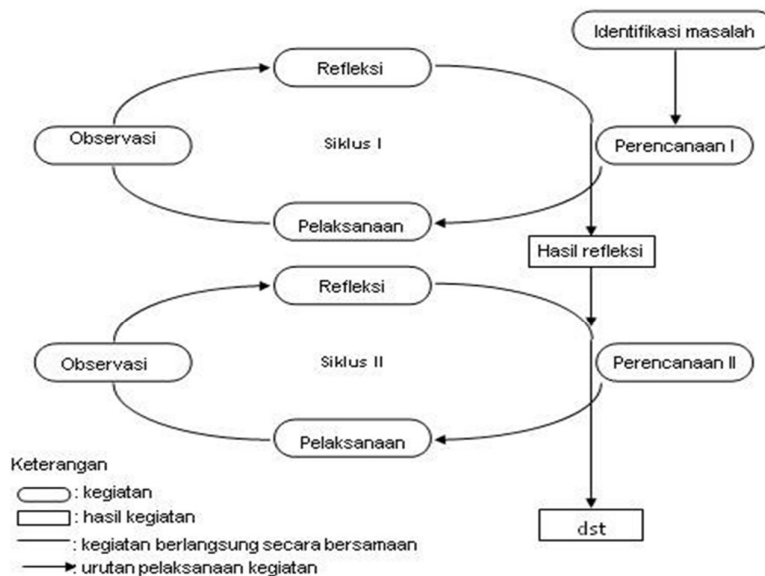 Identifikasi masalah
Refleksi
Observasi
Siklus I
Perencanaan I
Pelaksanaan
Hasil refleksi
Refleksi
Observasi
Siklus II
Perencanaan II
Pelaksanaan
Keterangan
: kegiatan
: hasil kegiatan
: kegiatan berlangsung secara bersamaan
: urutan pelaksanaan kegiatan
dst